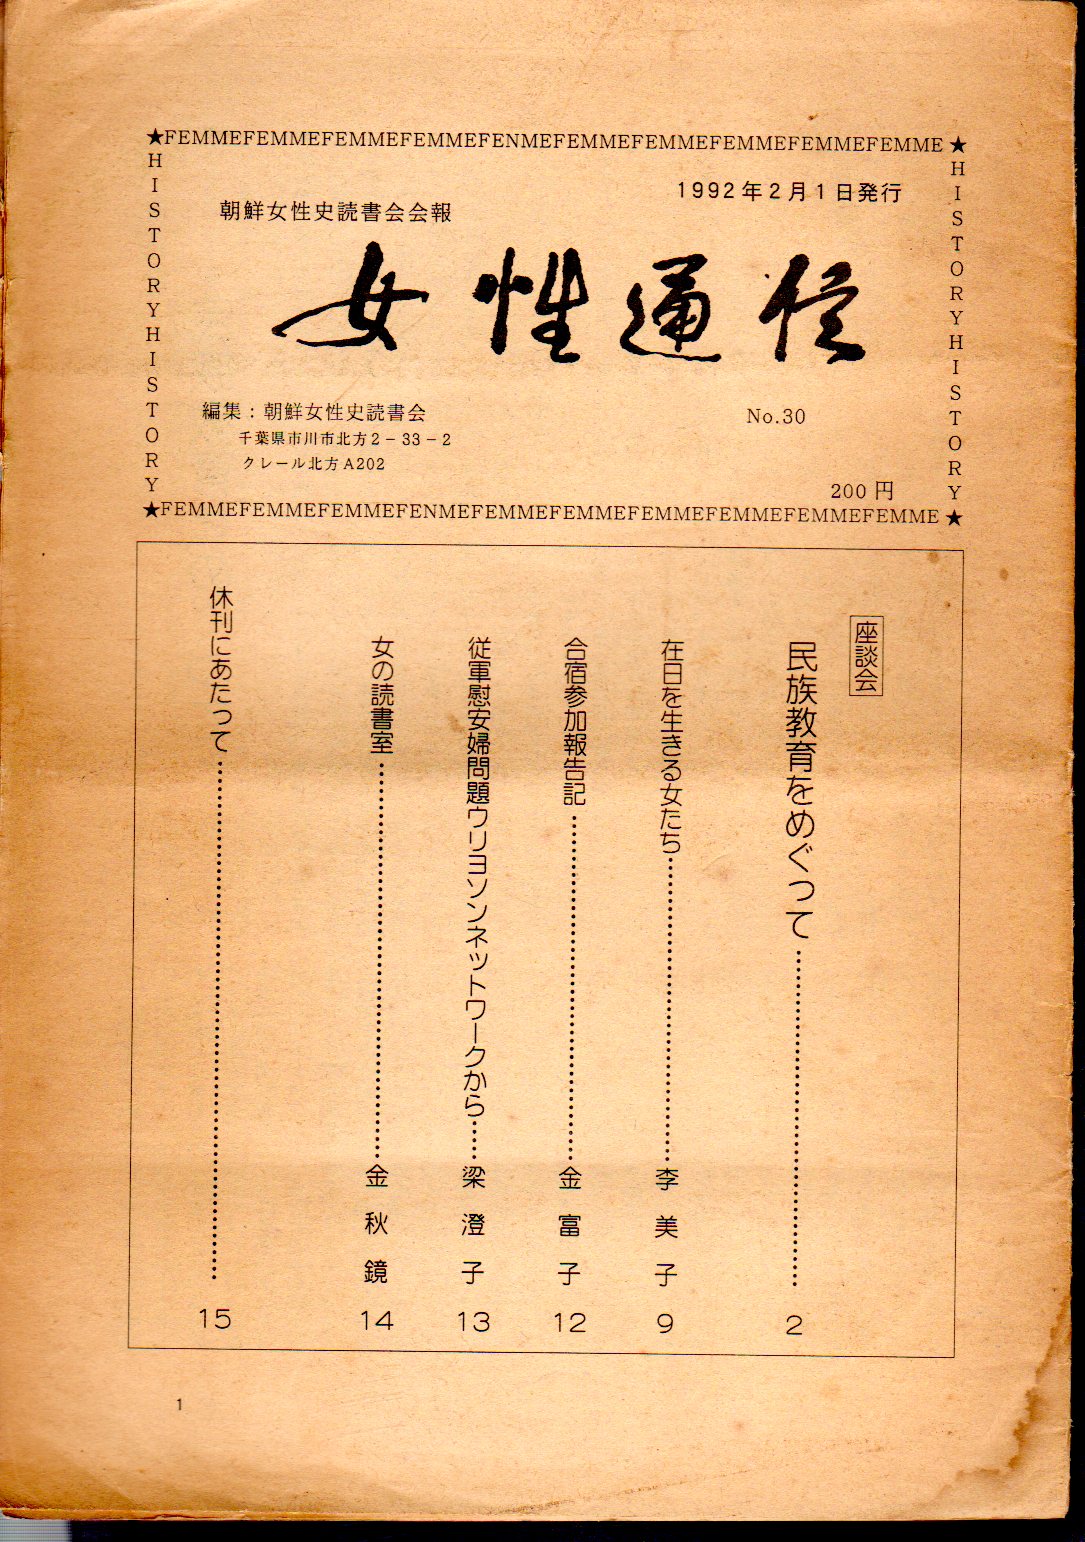 ★FEMMEFEMMEFEMMEFEMMEFENMEFEMMEFEMMEFEMMEFEMMEFEMME★
HISTORYHISTORY
HISTORYHISTORY
1992年2月1日発行
朝鮮女性史読書会会報
女性通信
編集：朝鮮女性史読書会
千葉県市川市北方2－33－2
クレール北方A202
No.30
200円
★FEMMEFEMMEFEMMEFENMEFEMMEFEMMEFEMMEFEMMEFEMMEFEMME★
座談会
民族教育をめぐって……………………………2
在日を生きる女たち……………………………李美子 9
合宿参加報告記……………………………金富子 12
従軍慰安婦問題ウリヨソンネットワークから……梁澄子 13
女の読書室……………………………金秋鏡 14
休刊にあたって……………………………15
1